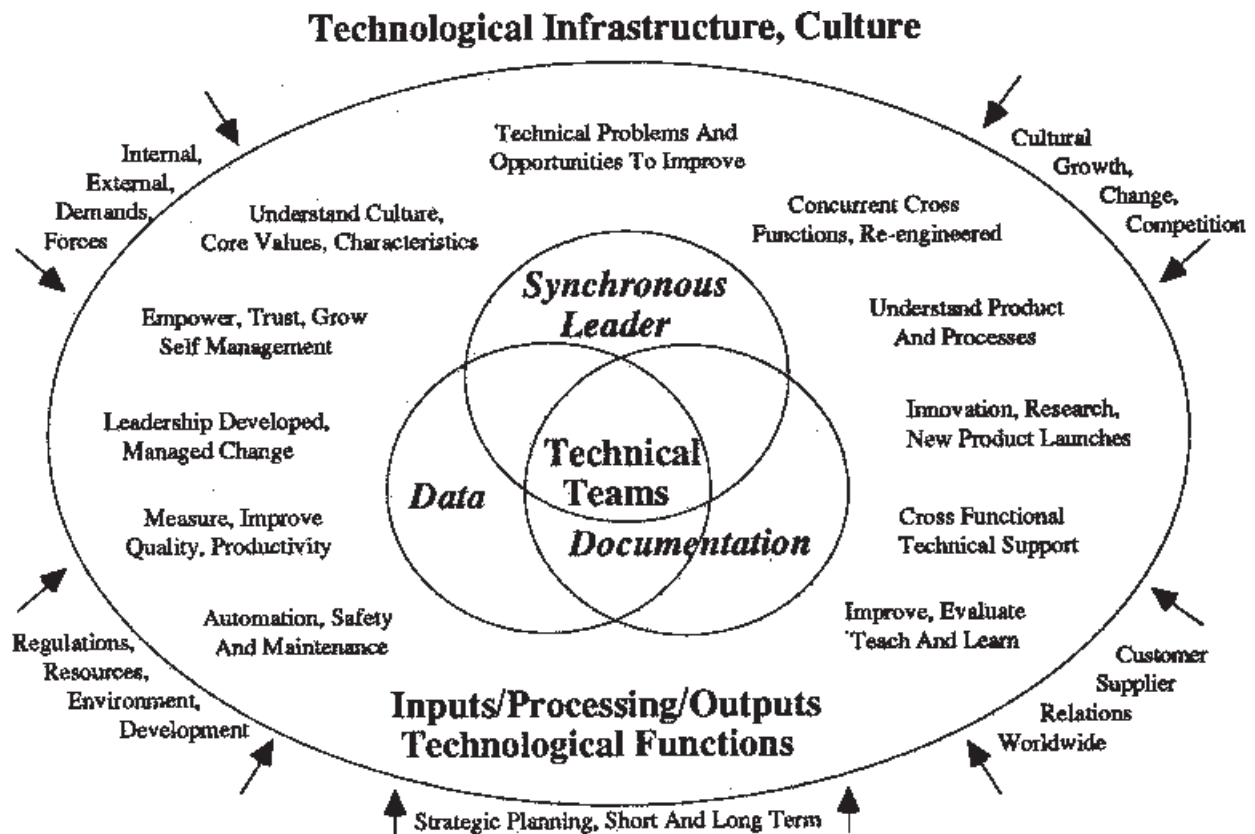 Technological Infrastructure, Culture
Internal,
External,
Demands,
Forces
Cultural
Growth,
Change,
Competition
Technical Problems And
Opportunities To Improve
Understand Culture,
Core Values, Characteristics
Concurrent Cross
Functions, Re-engineered
Synchronous
Leader
Empower, Trust, Grow
Self Management
Understand Product
And Processes
Leadership Developed,
Managed Change
Innovation, Research,
New Product Launches
Technical
Teams
Data
Documentation
Measure, Improve
Quality, Productivity
Cross Functional
Technical Support
Automation, Safety
And Maintenance
Improve, Evaluate
Teach And Learn
Regulations,
Resources,
Environment,
Development
Customer
Supplier
Relations
Worldwide
Inputs/Processing/Outputs
Technological Functions
Strategic Planning, Short And Long Term